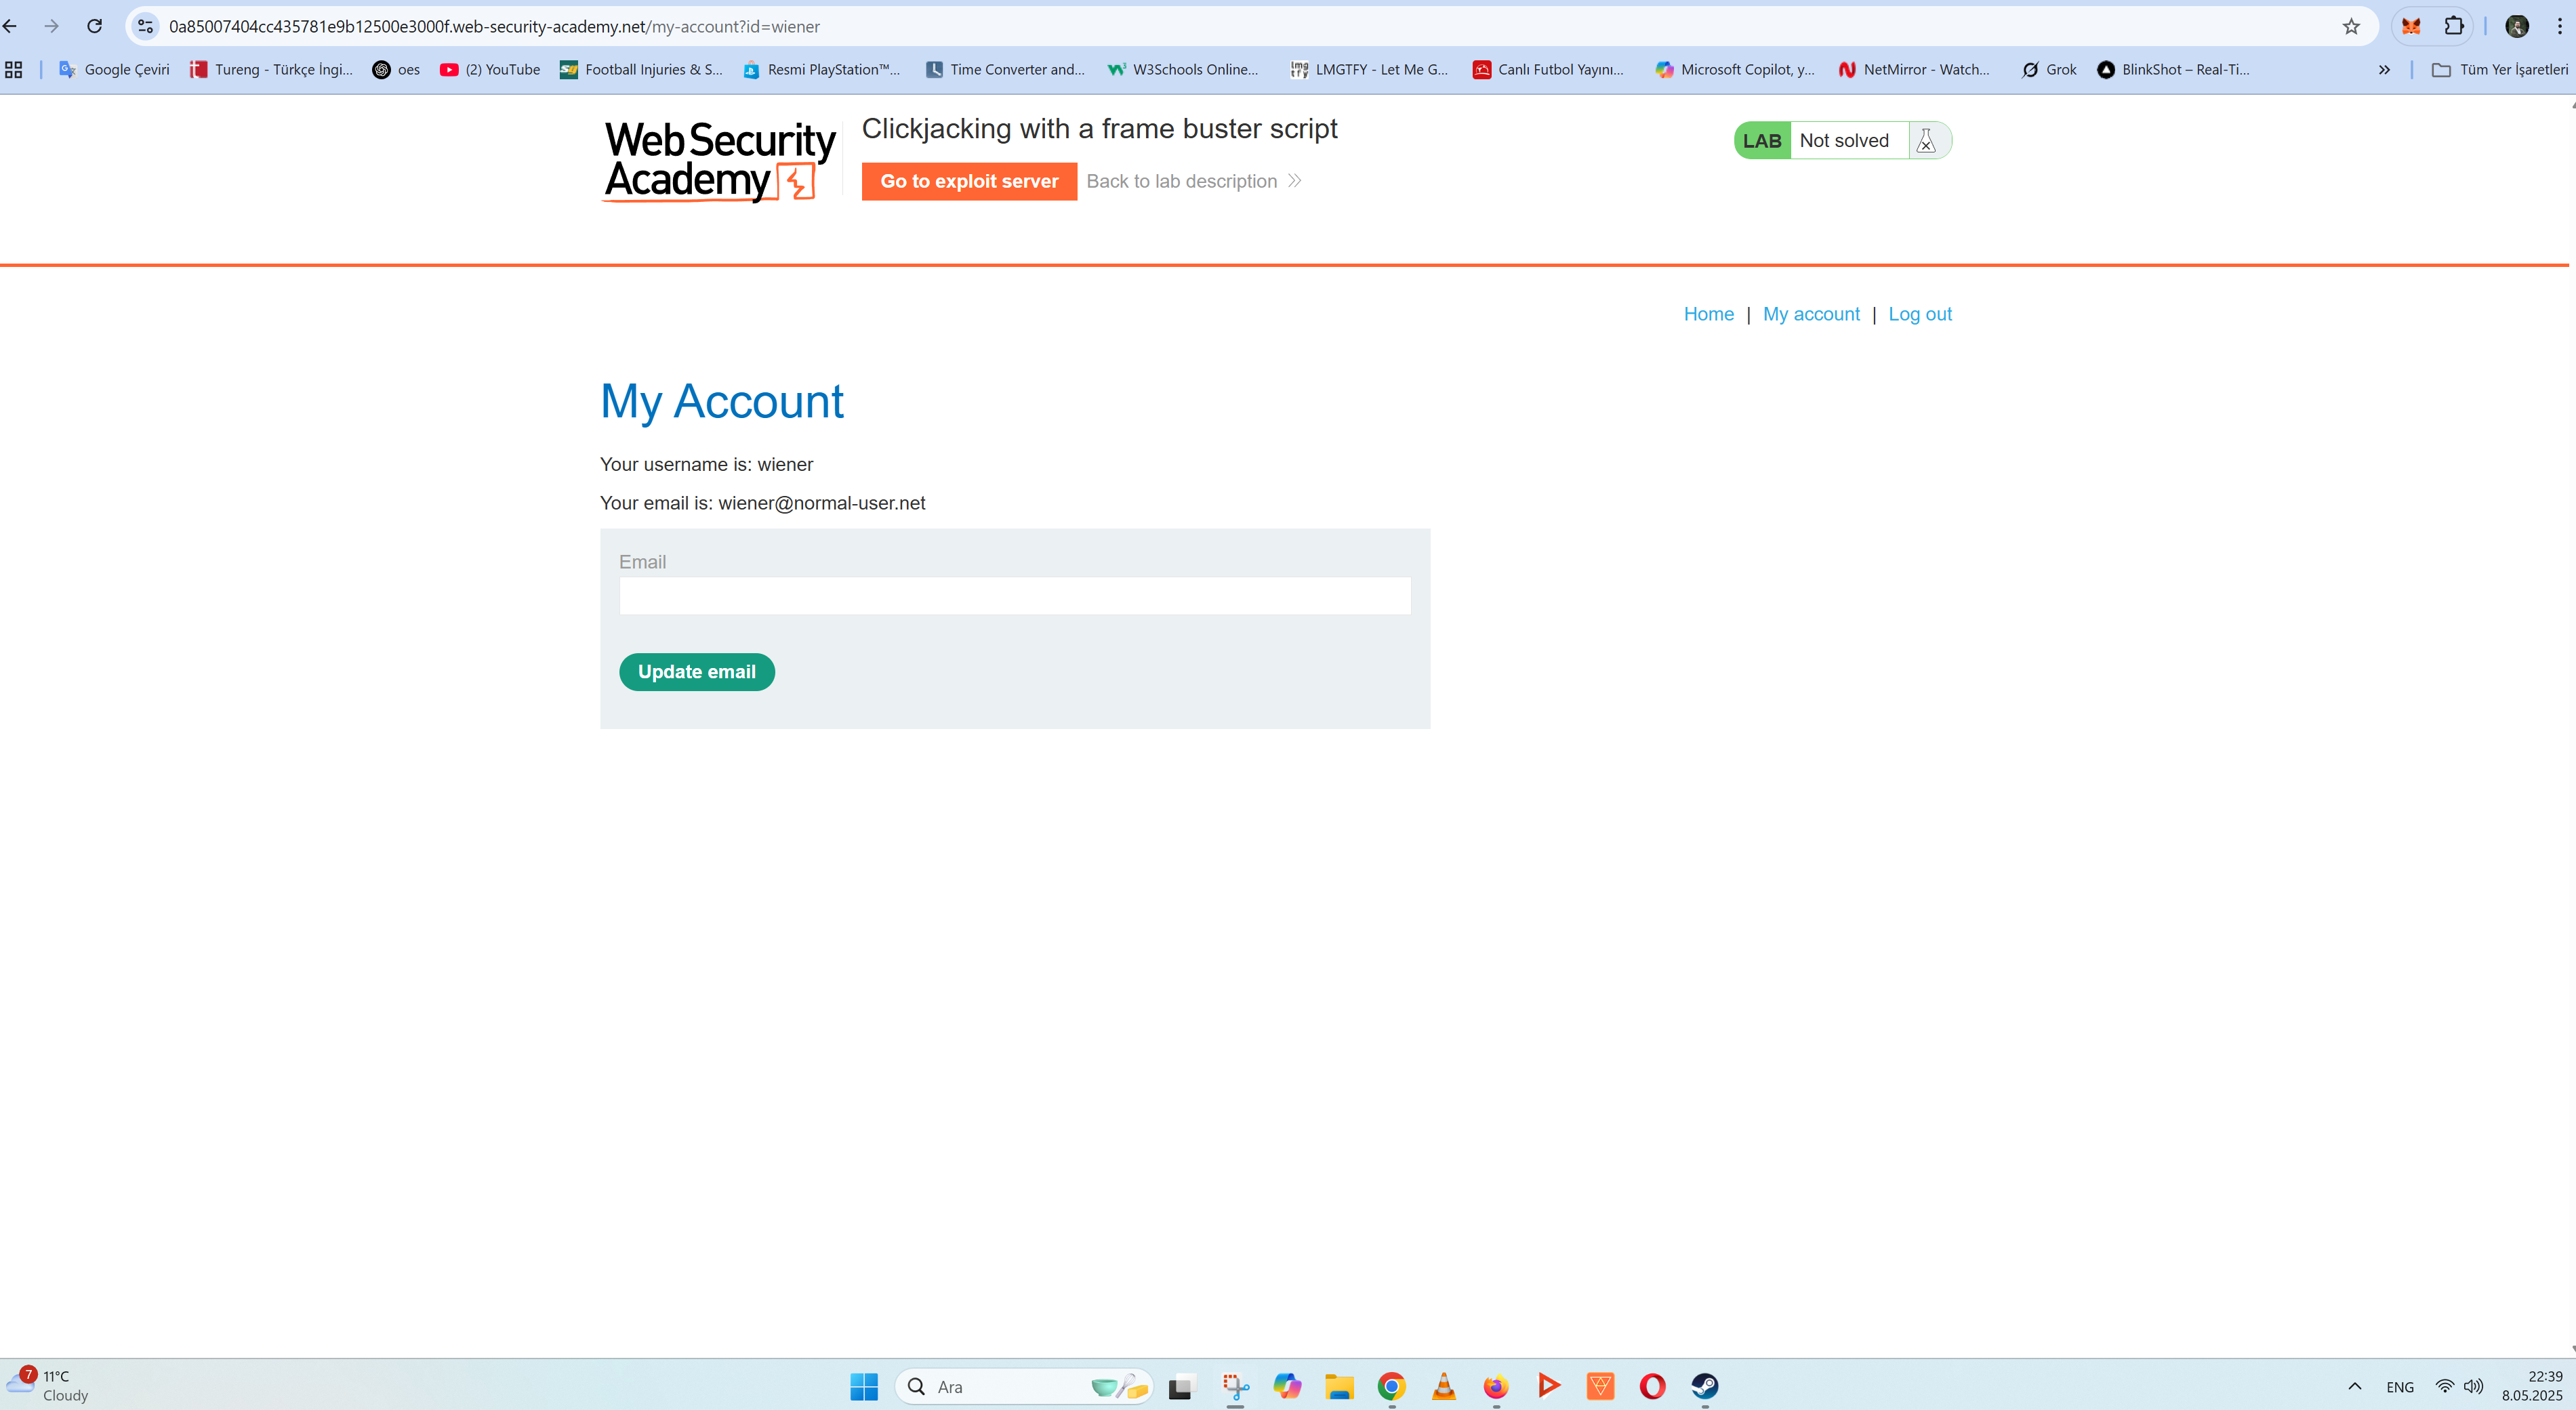 0a85007404cc435781e9b12500e3000f.web-security-academy.net/my-account?id=wiener
Google Çeviri
Tureng - Türkçe İngi...
oes
(2) YouTube
Football Injuries & S...
Resmi PlayStation™...
Time Converter and...
W3Schools Online...
LMGTFY - Let Me G...
Canlı Futbol Yayını...
Microsoft Copilot, y...
NetMirror - Watch...
Grok
BlinkShot – Real-Ti...
Tüm Yer İşaretleri
Web Security
Academy
Clickjacking with a frame buster script
Go to exploit server
Back to lab description
LAB Not solved
Home | My account | Log out
My Account
Your username is: wiener
Your email is: wiener@normal-user.net
Email
Update email
7
11°C
Cloudy
Ara
ENG
22:39
8.05.2025